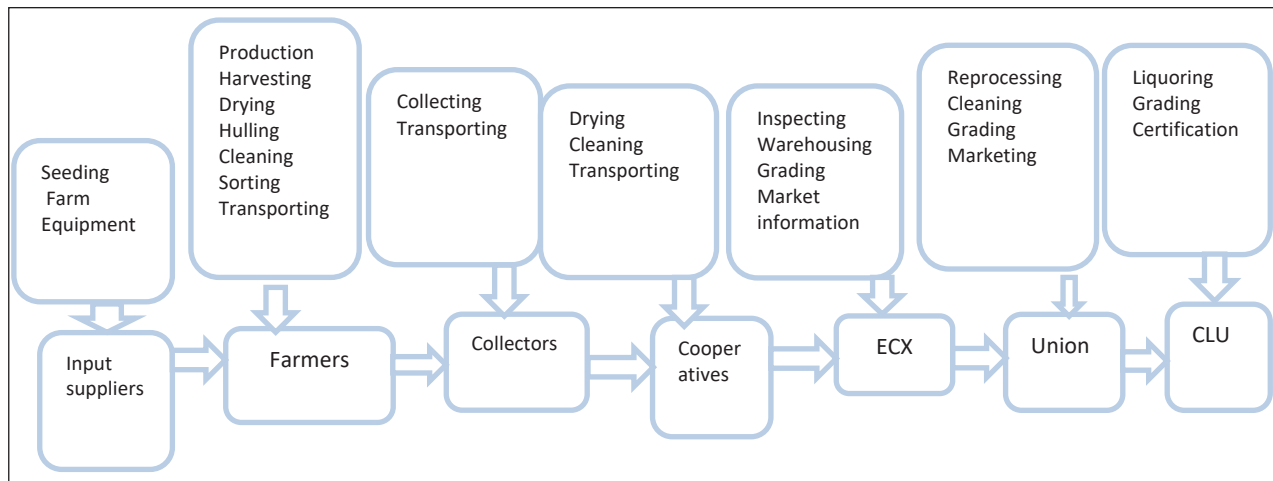 Seeding
Farm
Equipment
Production
Harvesting
Drying
Hulling
Cleaning
Sorting
Transporting
Collecting
Transporting
Drying
Cleaning
Transporting
Inspecting
Warehousing
Grading
Market
information
Reprocessing
Cleaning
Grading
Marketing
Liquoring
Grading
Certification
Input
suppliers
Farmers
Collectors
Cooper
atives
ECX
Union
CLU